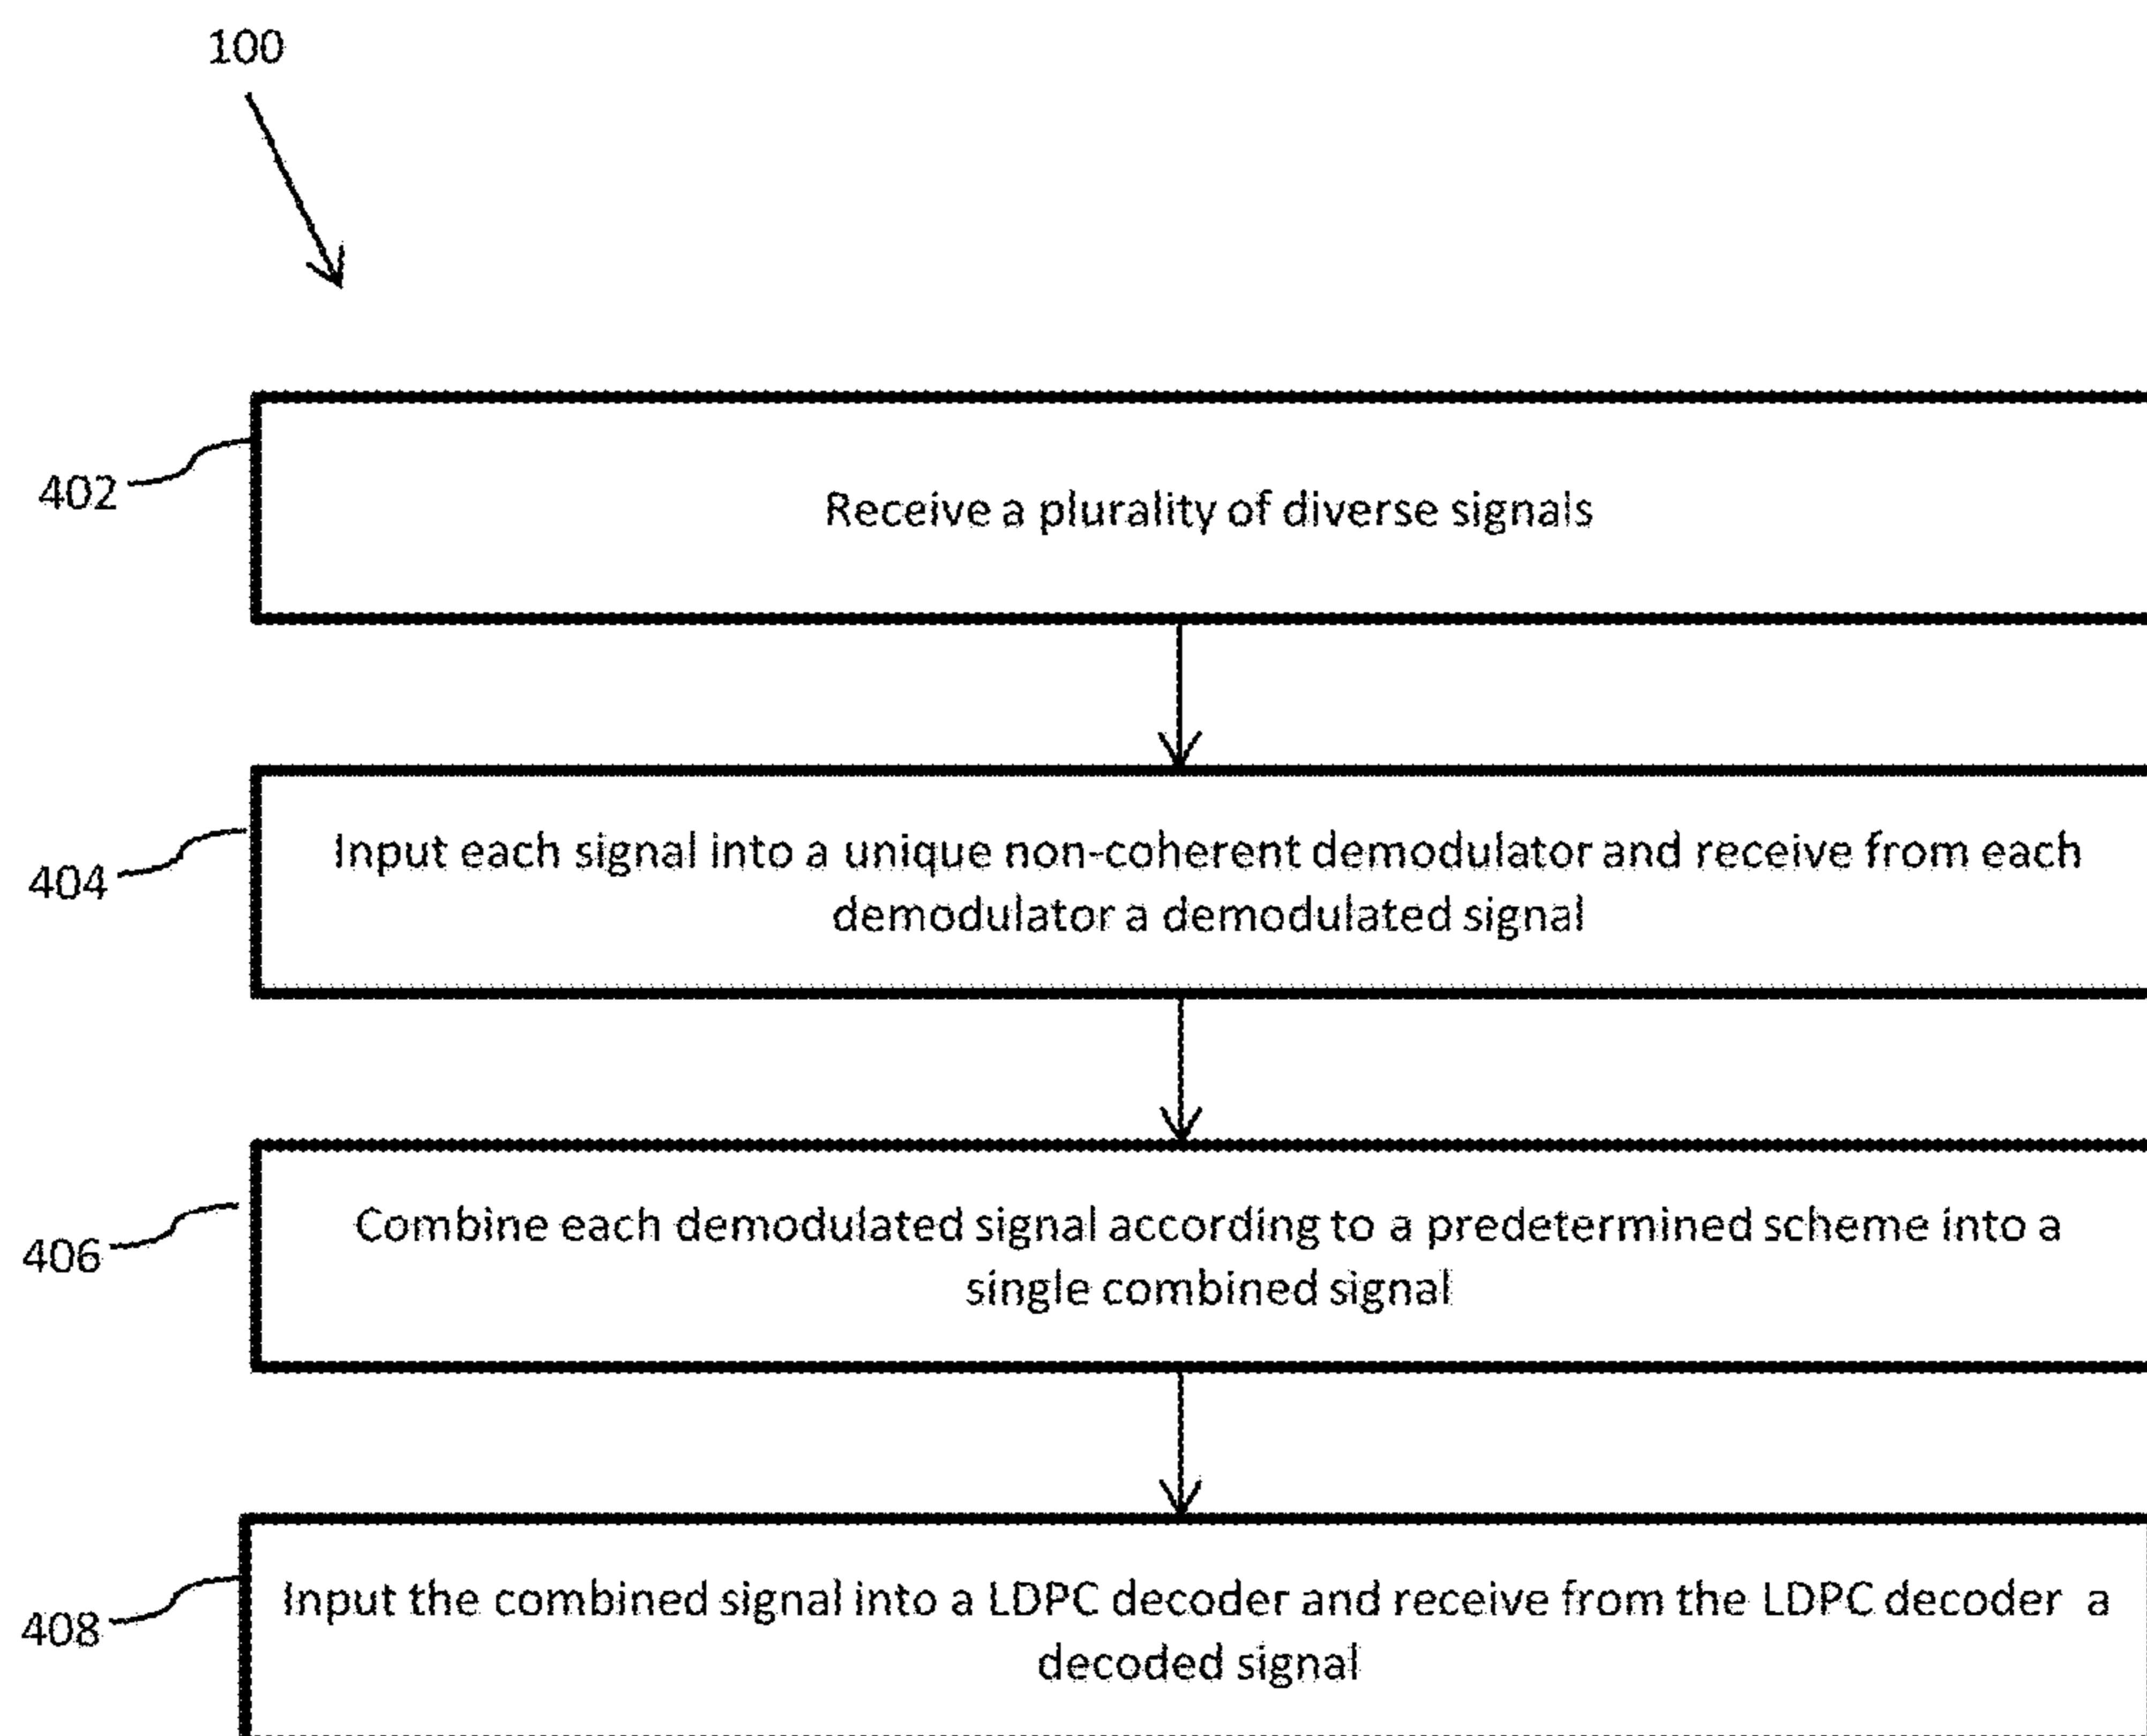 100
402
Receive a plurality of diverse signals
404
Input each signal into a unique non-coherent demodulator and receive from each
demodulator a demodulated signal
406
Combine each demodulated signal according to a predetermined scheme into a
single combined signal
408
Input the combined signal into a LDPC decoder and receive from the LDPC decoder a
decoded signal